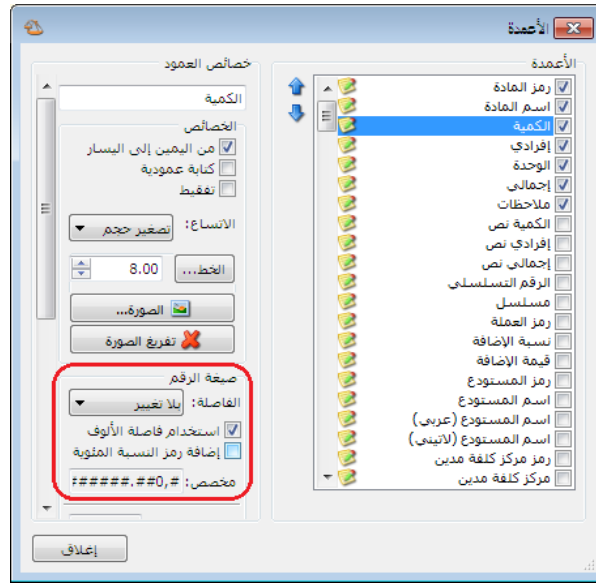 الأعمدة
الأعمدة
رمز المادة
اسم المادة
الكمية
إفرادي
الوحدة
إجمالي
ملاحظات
الكمية نص
إفرادي نص
إجمالي نص
الرقم التسلسلي
مسلسل
رمز العملة
نسبة الإضافة
قيمة الإضافة
رمز المستودع
اسم المستودع
اسم المستودع (عربي)
اسم المستودع (لاتيني)
رمز مركز كلفة مدين
مركز كلفة مدين
خصائص العمود
الكمية
الخصائص
من اليمين إلى اليسار
كتابة عمودية
تفقيط
الاتساع: تصغير حجم
الخط... 8.00
الصورة...
تفريغ الصورة
صيغة الرقم
الفاصلة: بلا تغيير
استخدام فاصلة الألوف
إضافة رمز النسبة المئوية
مخصص: #,##0.######
إغلاق